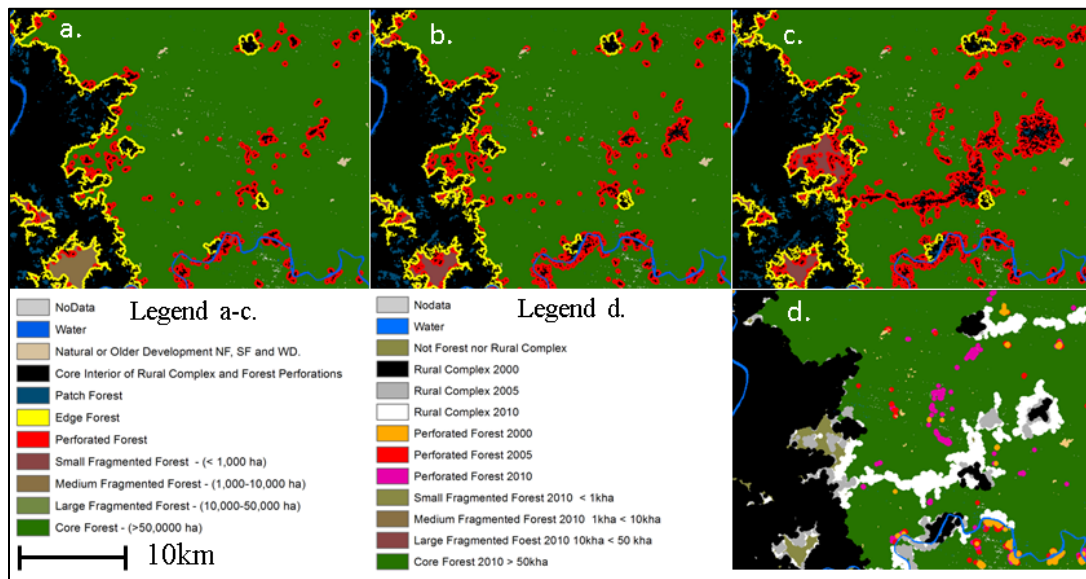 a.
b.
c.
Legend a-c.
NoData
Water
Natural or Older Development NF, SF and WD.
Core Interior of Rural Complex and Forest Perforations
Patch Forest
Edge Forest
Perforated Forest
Small Fragmented Forest - (< 1,000 ha)
Medium Fragmented Forest - (1,000-10,000 ha)
Large Fragmented Forest - (10,000-50,000 ha)
Core Forest - (>50,0000 ha)
10km
Legend d.
Nodata
Water
Not Forest nor Rural Complex
Rural Complex 2000
Rural Complex 2005
Rural Complex 2010
Perforated Forest 2000
Perforated Forest 2005
Perforated Forest 2010
Small Fragmented Forest 2010 < 1kha
Medium Fragmented Forest 2010 1kha < 10kha
Large Fragmented Foest 2010 10kha < 50 kha
Core Forest 2010 > 50kha
d.